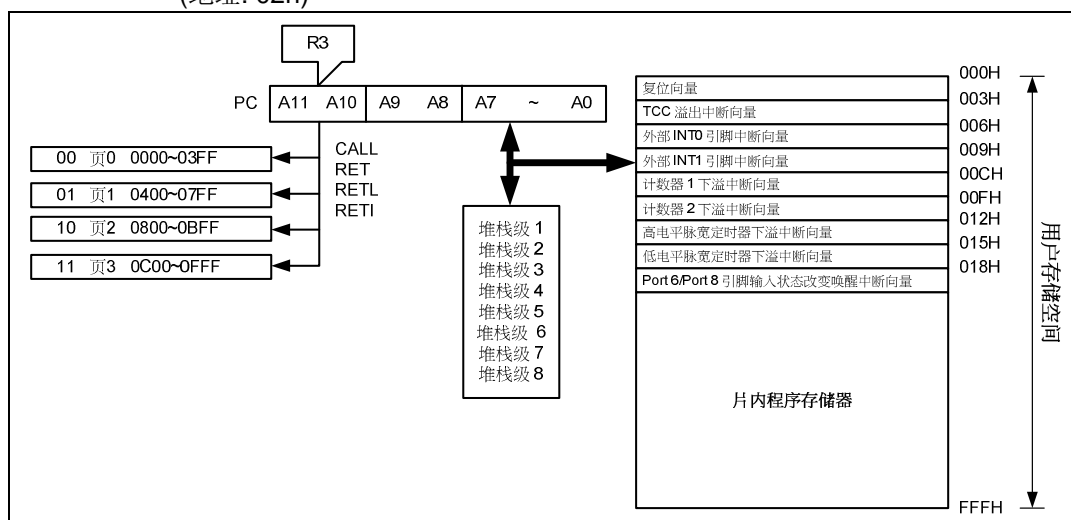 (地址: 02h)
R3
PC A11 A10 A9 A8 A7 ~ A0
CALL
RET
RETL
RETI
00 页0 0000~03FF
01 页1 0400~07FF
10 页2 0800~0BFF
11 页3 0C00~0FFF
堆栈级 1
堆栈级 2
堆栈级 3
堆栈级 4
堆栈级 5
堆栈级 6
堆栈级 7
堆栈级 8
复位向量
TCC 溢出中断向量
外部 INT0 引脚中断向量
外部 INT1 引脚中断向量
计数器 1 下溢中断向量
计数器 2 下溢中断向量
高电平脉宽定时器下溢中断向量
低电平脉宽定时器下溢中断向量
Port 6/Port 8 引脚输入状态改变唤醒中断向量
片内程序存储器
000H
003H
006H
009H
00CH
00FH
012H
015H
018H
FFFH
用户存储空间